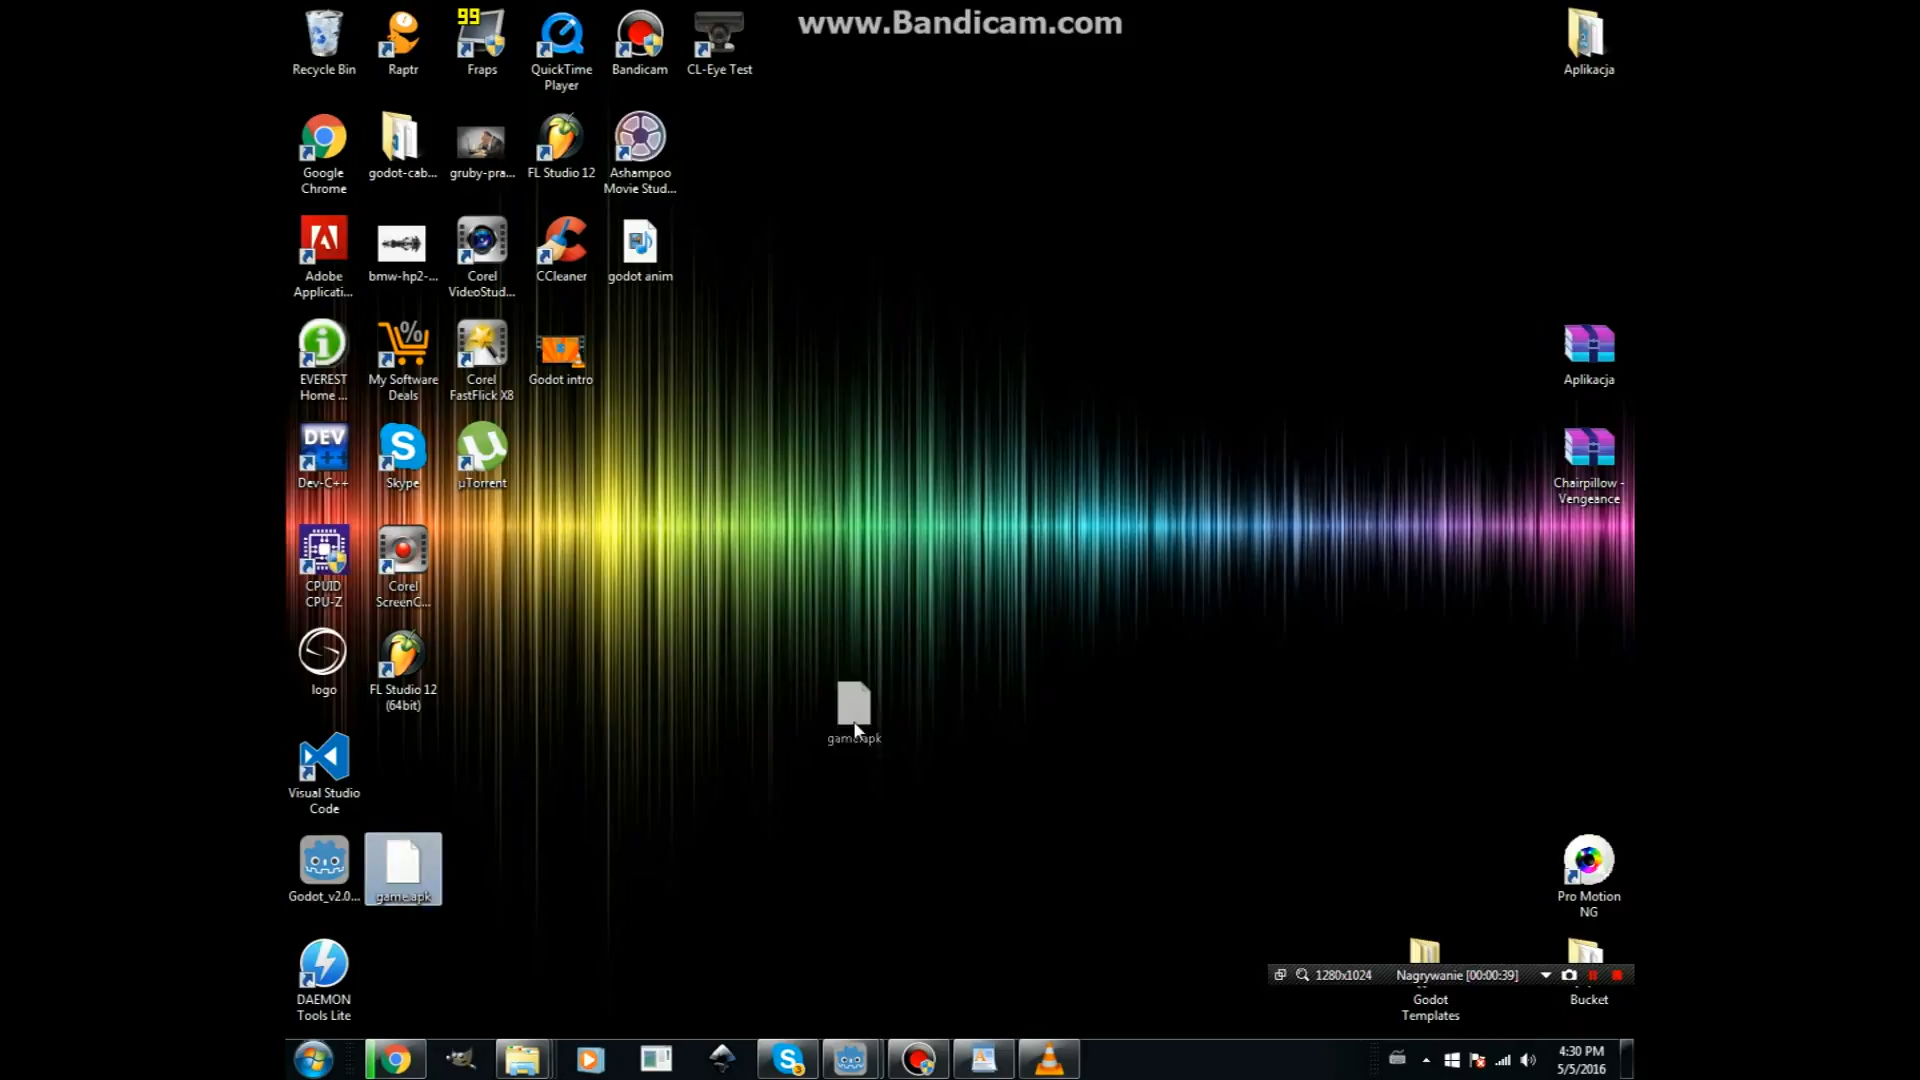 www.Bandicam.com
99
Recycle Bin
Raptr
Fraps
QuickTime
Player
Bandicam
CL-Eye Test
Aplikacja
Google
Chrome
godot-cab...
gruby-pra...
FL Studio 12
Ashampoo
Movie Stud...
Adobe
Applicati...
bmw-hp2-...
Corel
VideoStud...
CCleaner
godot anim
EVEREST
Home ...
My Software
Deals
Corel
FastFlick X8
Godot intro
Aplikacja
DEV
C++
Dev-C++
Skype
µTorrent
Chairpillow -
Vengeance
CPUID
CPU-Z
Corel
ScreenC...
logo
FL Studio 12
(64bit)
game.apk
Visual Studio
Code
Godot_v2.0...
game.apk
Pro Motion
NG
DAEMON
Tools Lite
1280x1024
Nagrywanie [00:00:39]
Godot
Templates
Bucket
3
4:30 PM
5/5/2016